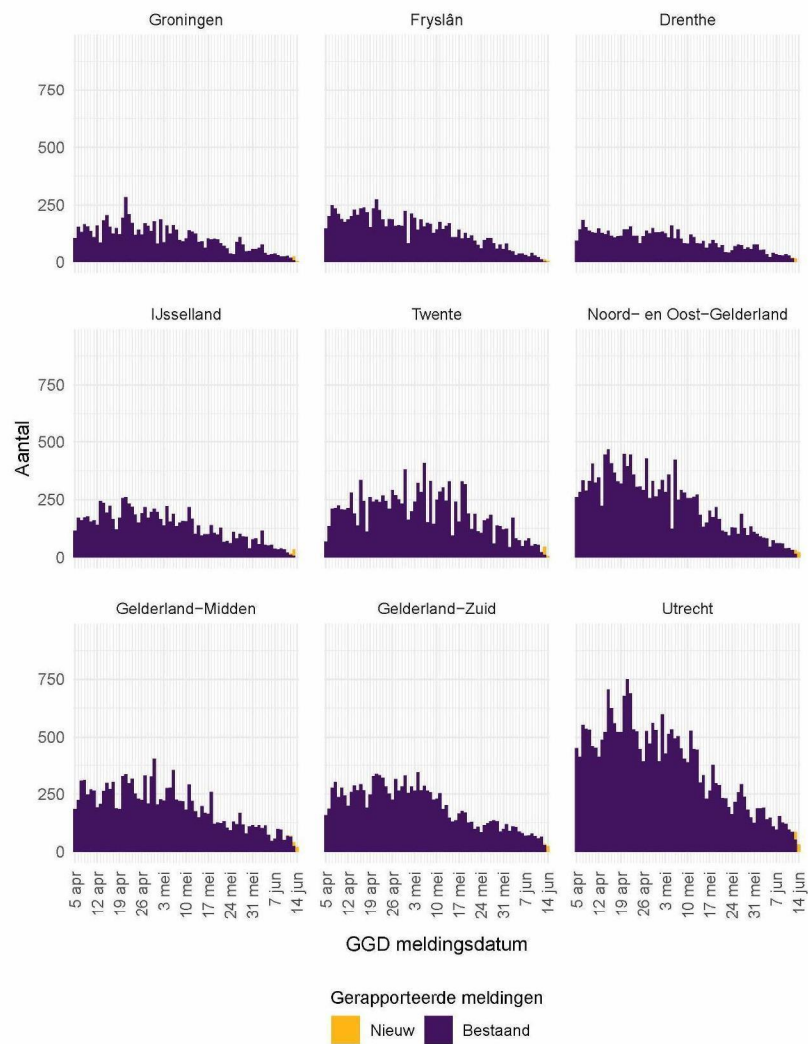 Groningen Fryslân Drenthe
750
500
250
0
IJsselland Twente Noord− en Oost−Gelderland
750
500
250
0
Aantal
Gelderland−Midden Gelderland−Zuid Utrecht
750
500
250
0
5 apr 12 apr 19 apr 26 apr 3 mei 10 mei 17 mei 24 mei 31 mei 7 jun 14 jun 5 apr 12 apr 19 apr 26 apr 3 mei 10 mei 17 mei 24 mei 31 mei 7 jun 14 jun 5 apr 12 apr 19 apr 26 apr 3 mei 10 mei 17 mei 24 mei 31 mei 7 jun 14 jun
GGD meldingsdatum
Gerapporteerde meldingen
Nieuw Bestaand